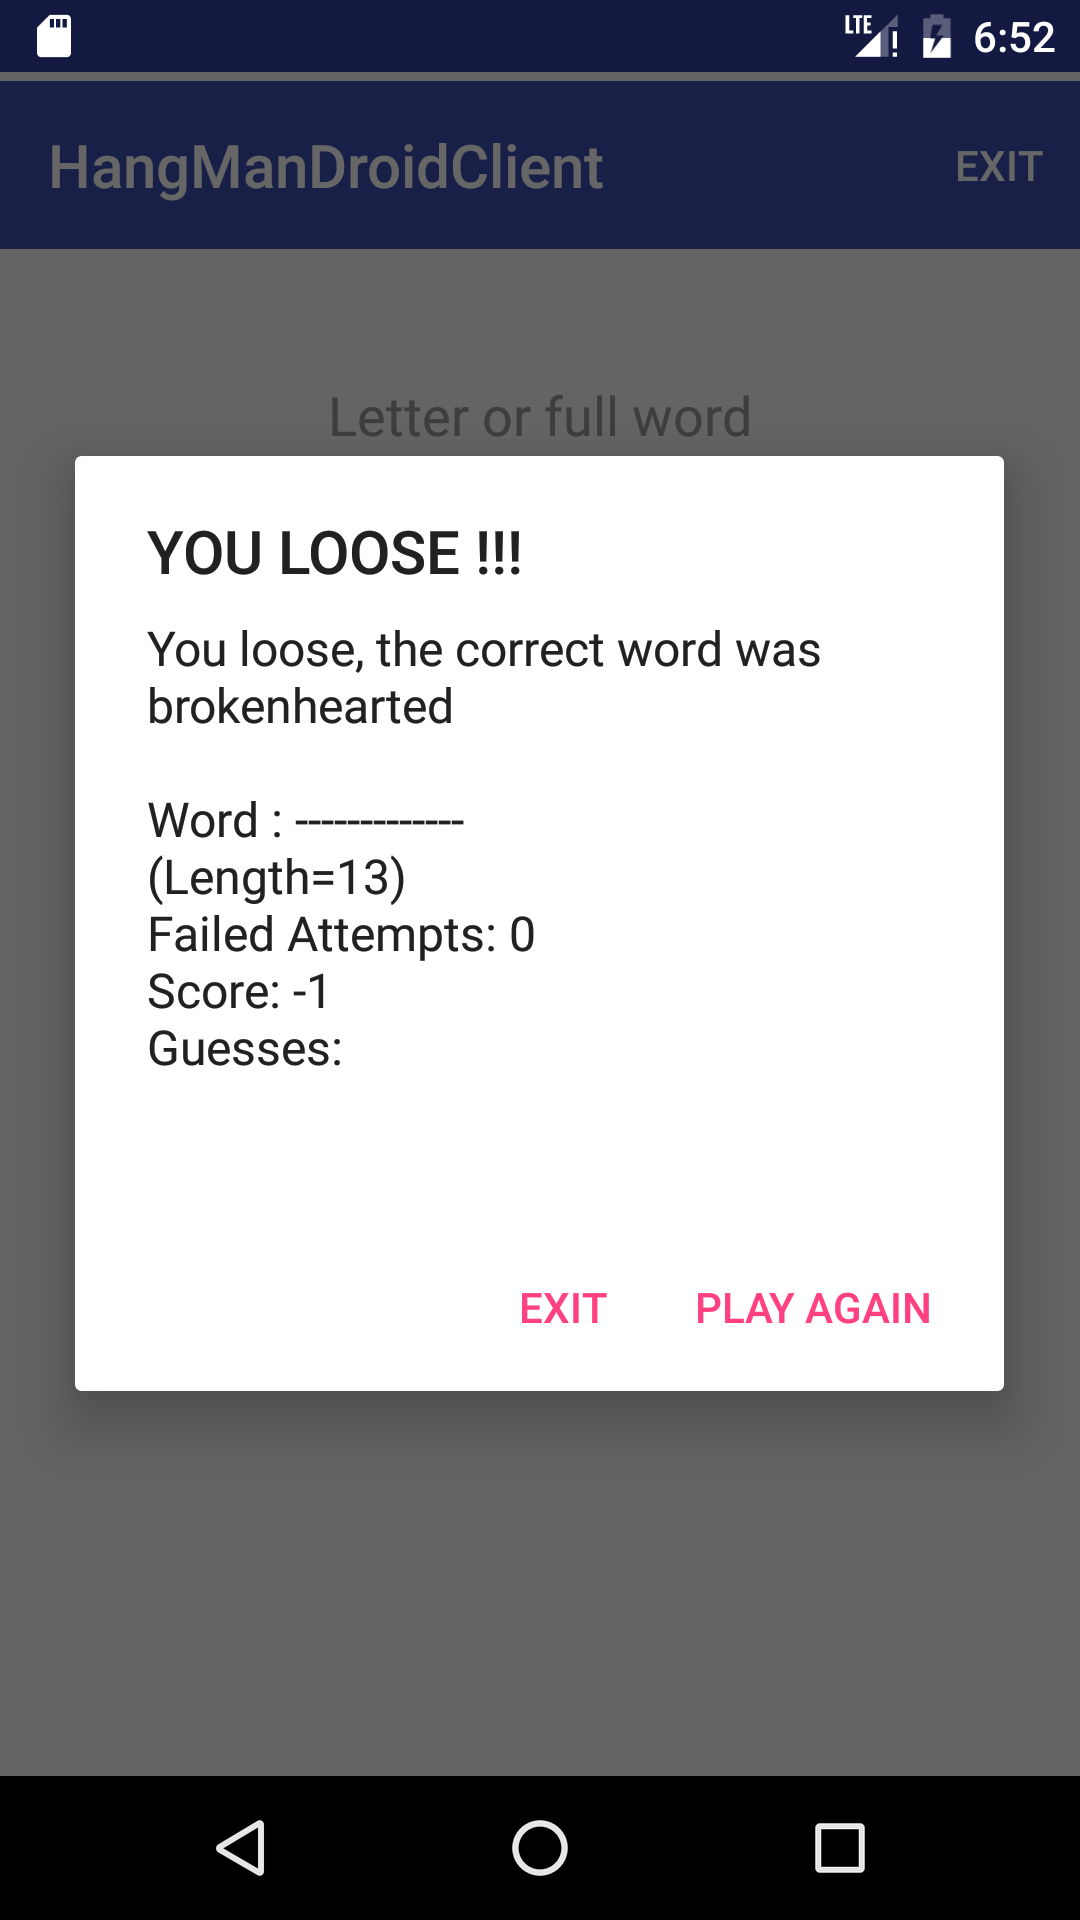 LTE 6:52
HangManDroidClient EXIT
Letter or full word
YOU LOOSE !!!
You loose, the correct word was
brokenhearted
Word : -------------
(Length=13)
Failed Attempts: 0
Score: -1
Guesses:
EXIT PLAY AGAIN